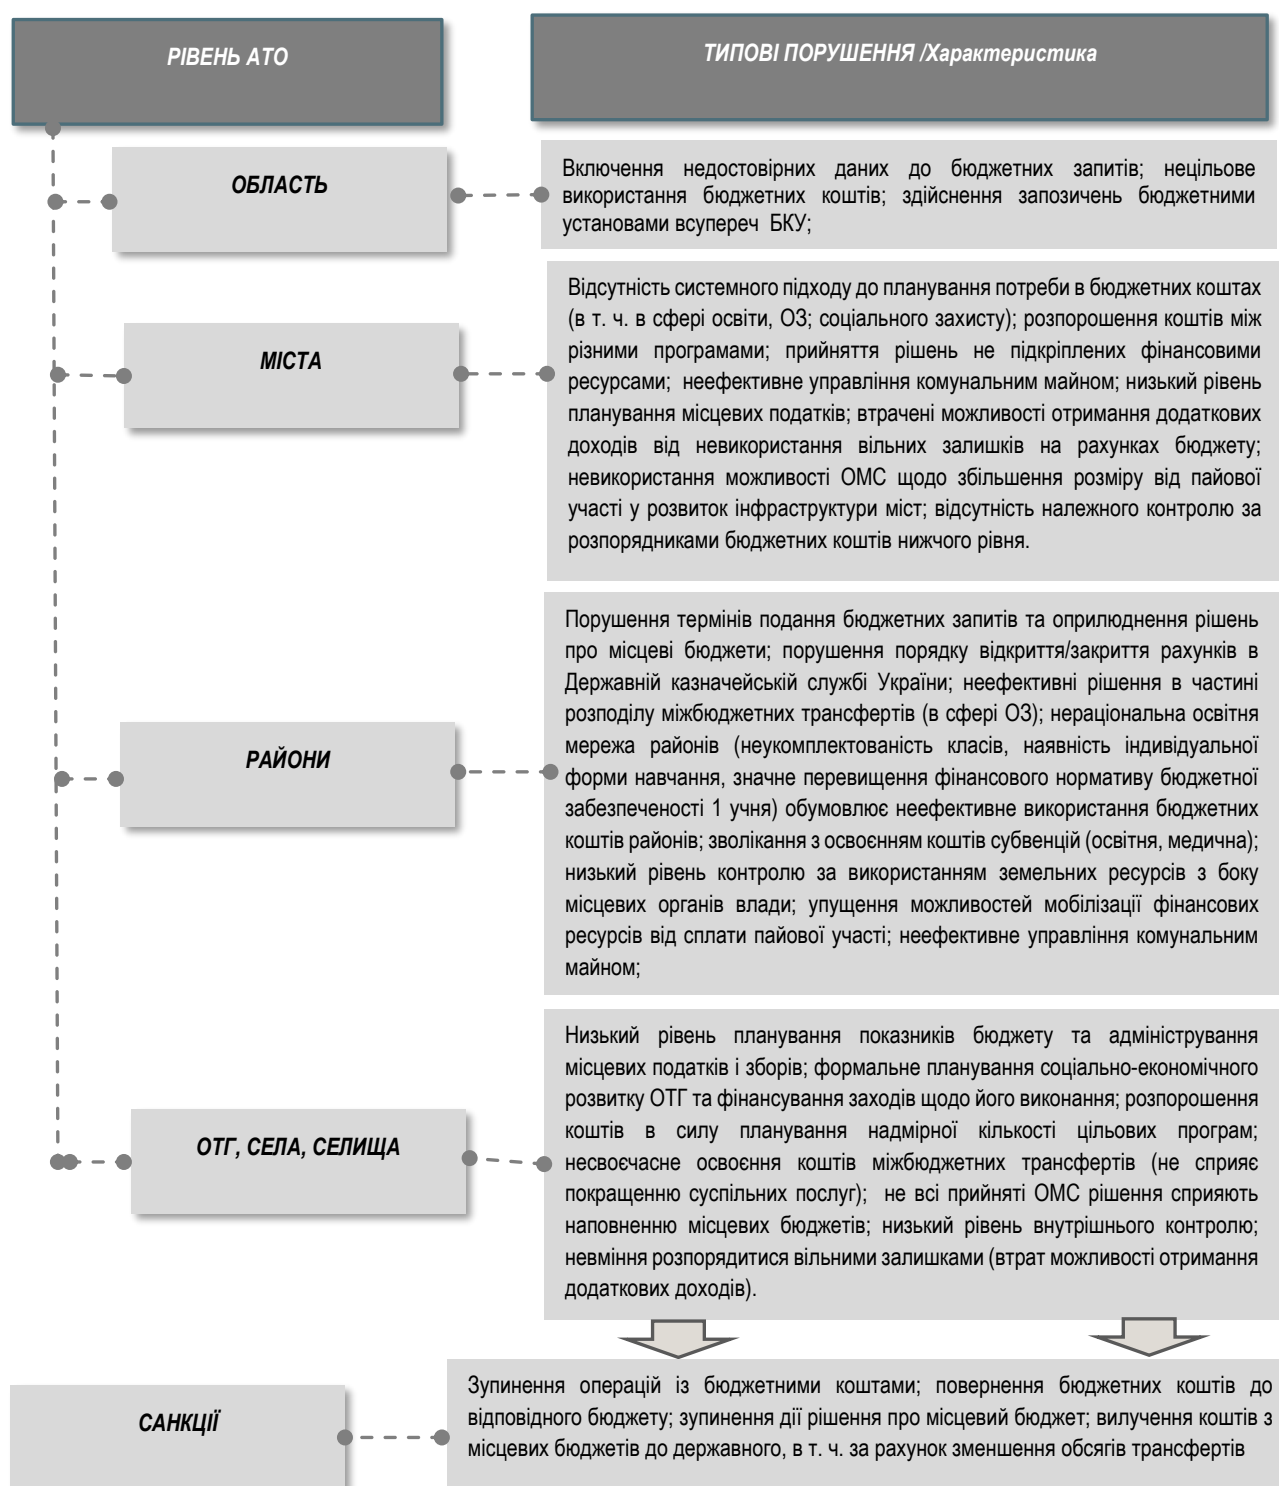 РІВЕНЬ АТО
ТИПОВІ ПОРУШЕННЯ /Характеристика
ОБЛАСТЬ
Включення недостовірних даних до бюджетних запитів; нецільове
використання бюджетних коштів; здійснення запозичень бюджетними
установами всупереч БКУ;
МІСТА
Відсутність системного підходу до планування потреби в бюджетних коштах
(в т. ч. в сфері освіти, ОЗ; соціального захисту); розпорошення коштів між
різними програмами; прийняття рішень не підкріплених фінансовими
ресурсами; неефективне управління комунальним майном; низький рівень
планування місцевих податків; втрачені можливості отримання додаткових
доходів від невикористання вільних залишків на рахунках бюджету;
невикористання можливості ОМС щодо збільшення розміру від пайової
участі у розвиток інфраструктури міст; відсутність належного контролю за
розпорядниками бюджетних коштів нижчого рівня.
РАЙОНИ
Порушення термінів подання бюджетних запитів та оприлюднення рішень
про місцеві бюджети; порушення порядку відкриття/закриття рахунків в
Державній казначейській службі України; неефективні рішення в частині
розподілу міжбюджетних трансфертів (в сфері ОЗ); нераціональна освітня
мережа районів (неукомплектованість класів, наявність індивідуальної
форми навчання, значне перевищення фінансового нормативу бюджетної
забезпеченості 1 учня) обумовлює неефективне використання бюджетних
коштів районів; зволікання з освоєнням коштів субвенцій (освітня, медична);
низький рівень контролю за використанням земельних ресурсів з боку
місцевих органів влади; упущення можливостей мобілізації фінансових
ресурсів від сплати пайової участі; неефективне управління комунальним
майном;
ОТГ, СЕЛА, СЕЛИЩА
Низький рівень планування показників бюджету та адміністрування
місцевих податків і зборів; формальне планування соціально-економічного
розвитку ОТГ та фінансування заходів щодо його виконання; розпорошення
коштів в силу планування надмірної кількості цільових програм;
несвоєчасне освоєння коштів міжбюджетних трансфертів (не сприяє
покращенню суспільних послуг); не всі прийняті ОМС рішення сприяють
наповненню місцевих бюджетів; низький рівень внутрішнього контролю;
невміння розпорядитися вільними залишками (втрат можливості отримання
додаткових доходів).
САНКЦІЇ
Зупинення операцій із бюджетними коштами; повернення бюджетних коштів до
відповідного бюджету; зупинення дії рішення про місцевий бюджет; вилучення коштів з
місцевих бюджетів до державного, в т. ч. за рахунок зменшення обсягів трансфертів